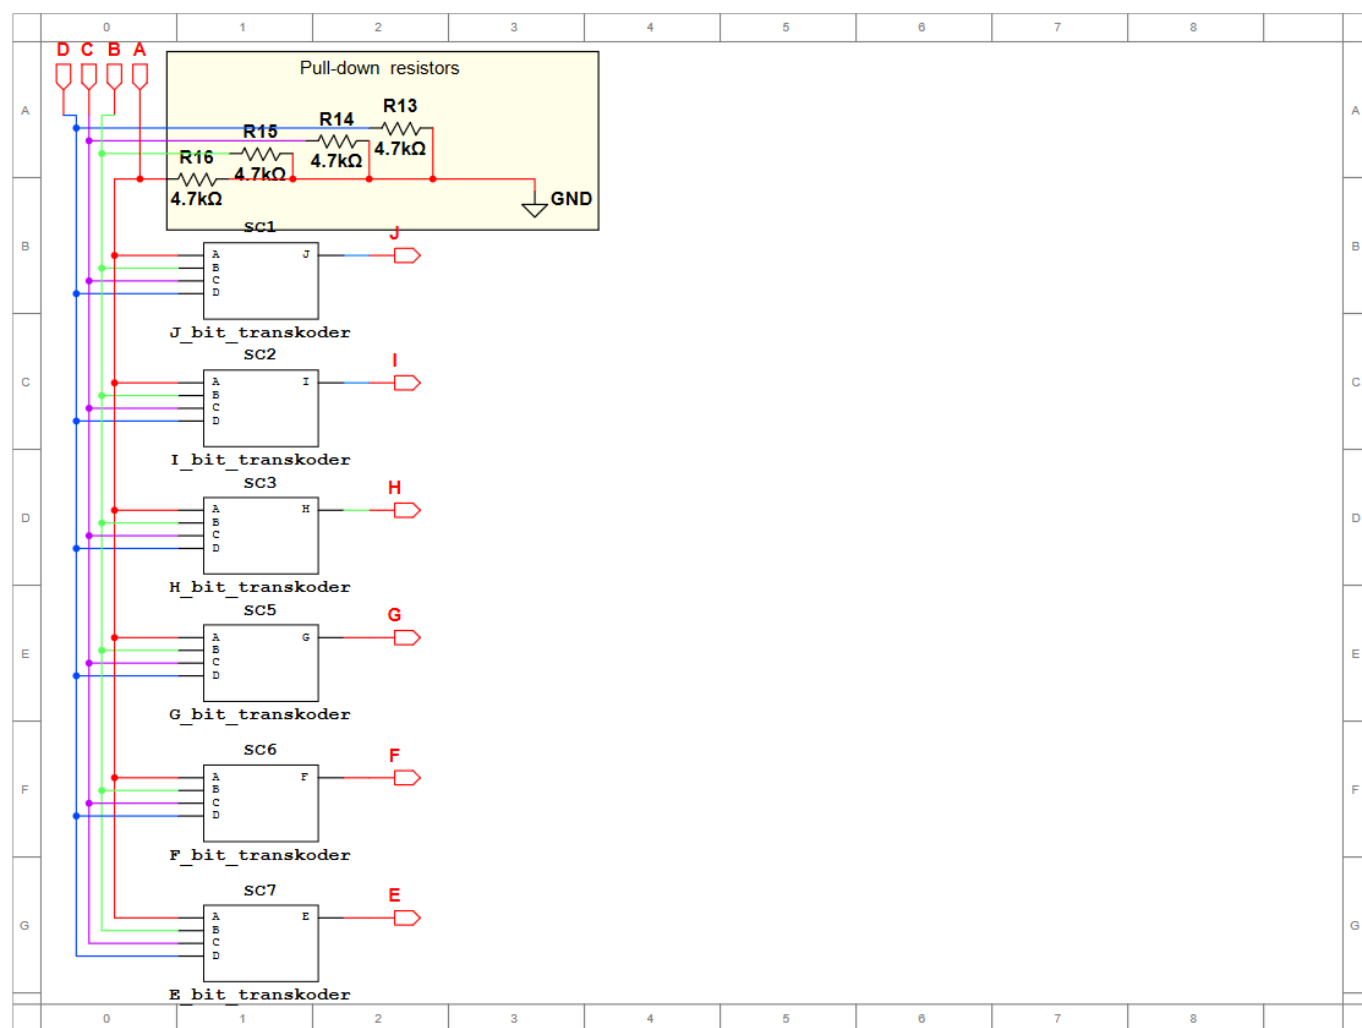 0 1 2 3 4 5 6 7 8
D C B A
Pull-down resistors
A A
R13
R14
4.7kΩ
R15
4.7kΩ
R16
4.7kΩ
4.7kΩ
GND
SC1
J
B B
A J
B
C
D
J_bit_transkoder
SC2
I
C C
A I
B
C
D
I_bit_transkoder
SC3
H
D D
A H
B
C
D
H_bit_transkoder
SC5
G
E E
A G
B
C
D
G_bit_transkoder
SC6
F
F F
A F
B
C
D
F_bit_transkoder
SC7
E
G G
A E
B
C
D
E_bit_transkoder
0 1 2 3 4 5 6 7 8